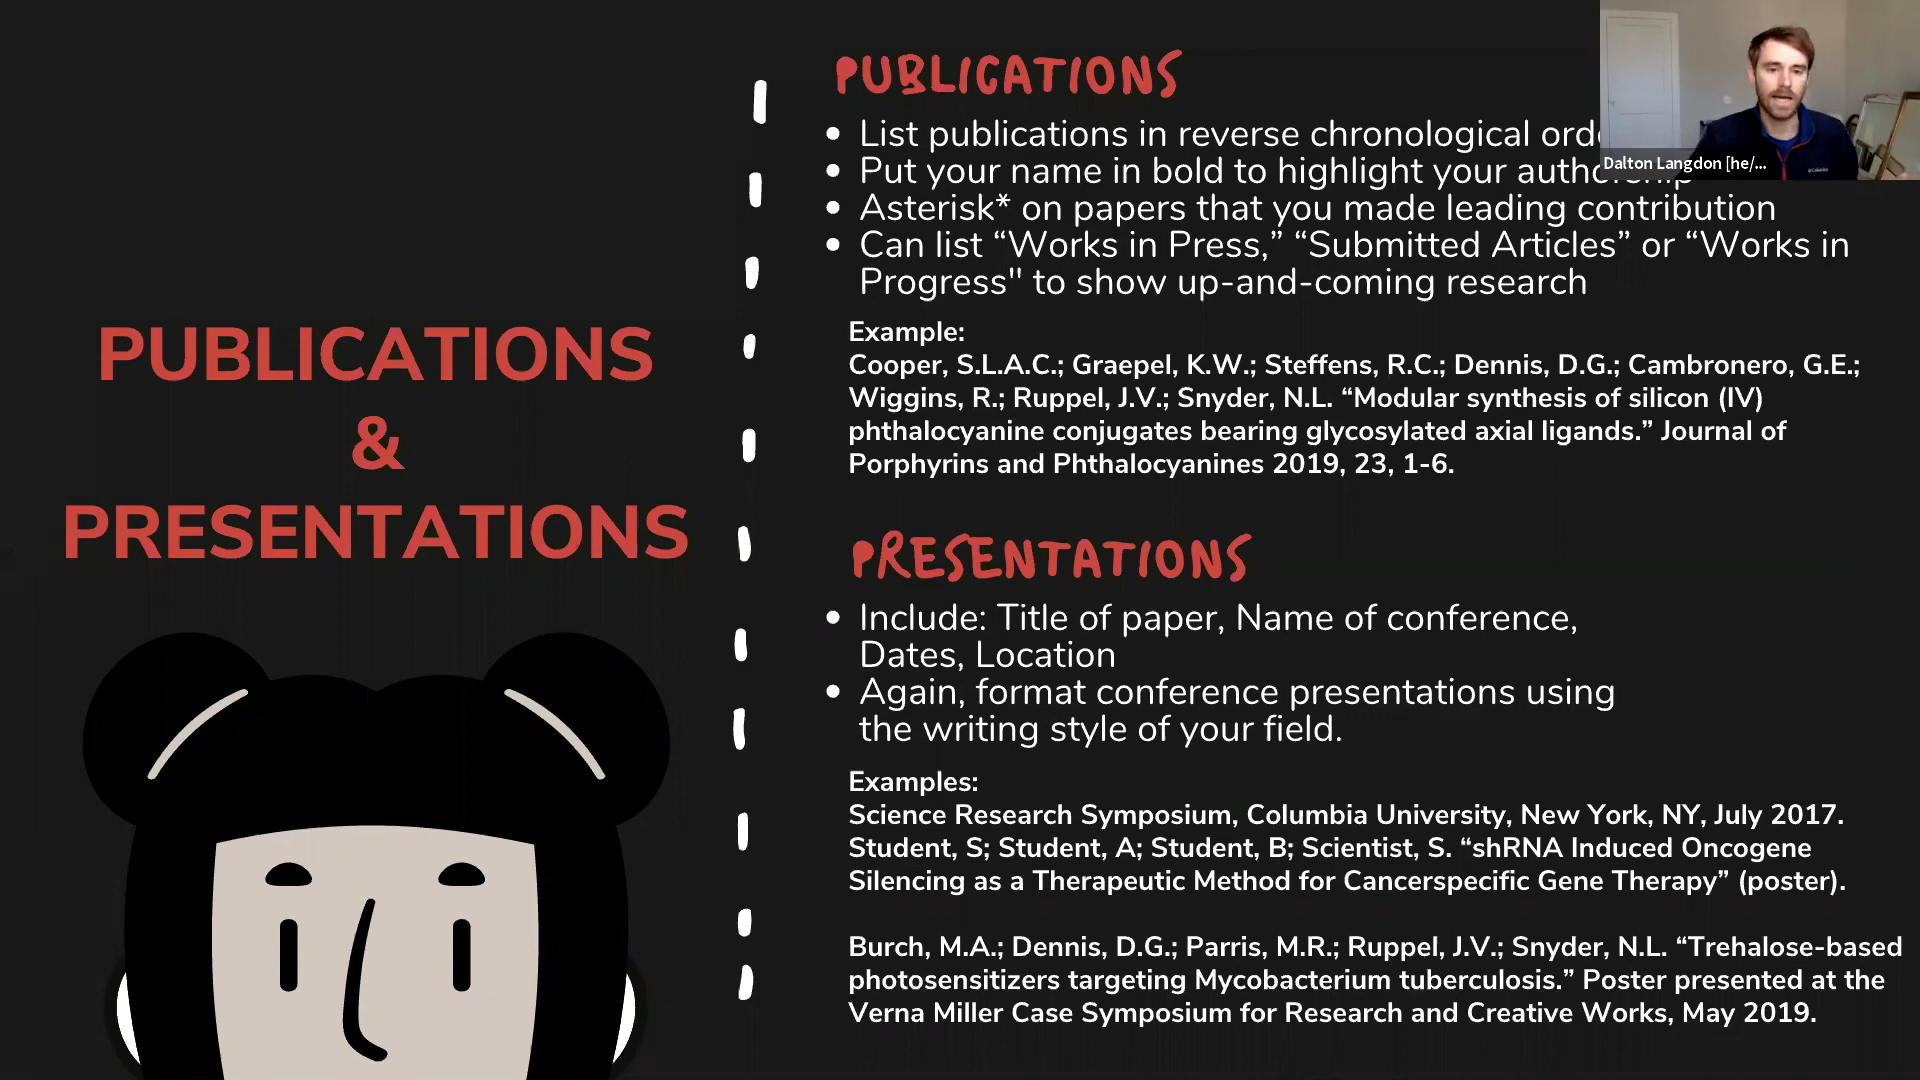 PUBLICATIONS
&
PRESENTATIONS
PUBLICATIONS
• List publications in reverse chronological
• Put your name in bold to highlight your
• Asterisk* on papers that you made leading contribution
• Can list “Works in Press,” “Submitted Articles” or “Works in
Progress" to show up-and-coming research
Example:
Cooper, S.L.A.C.; Graepel, K.W.; Steffens, R.C.; Dennis, D.G.; Cambronero, G.E.;
Wiggins, R.; Ruppel, J.V.; Snyder, N.L. “Modular synthesis of silicon (IV)
phthalocyanine conjugates bearing glycosylated axial ligands.” Journal of
Porphyrins and Phthalocyanines 2019, 23, 1-6.
PRESENTATIONS
• Include: Title of paper, Name of conference,
Dates, Location
• Again, format conference presentations using
the writing style of your field.
Examples:
Science Research Symposium, Columbia University, New York, NY, July 2017.
Student, S; Student, A; Student, B; Scientist, S. “shRNA Induced Oncogene
Silencing as a Therapeutic Method for Cancerspecific Gene Therapy” (poster).
Burch, M.A.; Dennis, D.G.; Parris, M.R.; Ruppel, J.V.; Snyder, N.L. “Trehalose-based
photosensitizers targeting Mycobacterium tuberculosis.” Poster presented at the
Verna Miller Case Symposium for Research and Creative Works, May 2019.
Dalton Langdon [he/...